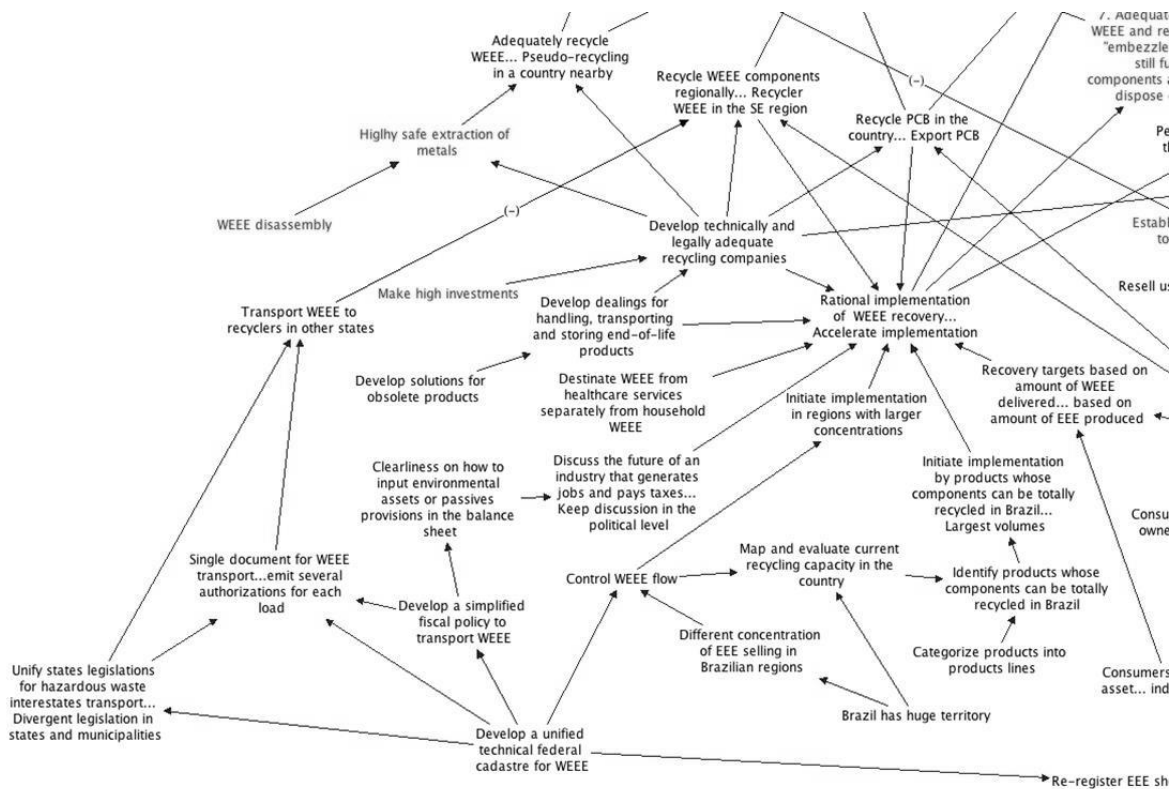 7. Adequat
WEEE and re
"embezzle
still fu
components a
dispose
Adequately recycle
WEEE... Pseudo-recycling
in a country nearby
Recycle WEEE components
regionally... Recycler
WEEE in the SE region
(-)
Recycle PCB in the
country... Export PCB
Higlhy safe extraction of
metals
Pe
th
WEEE disassembly
(-)
Develop technically and
legally adequate
recycling companies
Establ
to
Make high investments
Transport WEEE to
recyclers in other states
Develop dealings for
handling, transporting
and storing end-of-life
products
Rational implementation
of WEEE recovery...
Accelerate implementation
Resell us
Develop solutions for
obsolete products
Destinate WEEE from
healthcare services
separately from household
WEEE
Initiate implementation
in regions with larger
concentrations
Recovery targets based on
amount of WEEE
delivered... based on
amount of EEE produced
Clearliness on how to
input environmental
assets or passives
provisions in the balance
sheet
Discuss the future of an
industry that generates
jobs and pays taxes...
Keep discussion in the
political level
Initiate implementation
by products whose
components can be totally
recycled in Brazil...
Largest volumes
Consu
owne
Single document for WEEE
transport...emit several
authorizations for each
load
Develop a simplified
fiscal policy to
transport WEEE
Control WEEE flow
Map and evaluate current
recycling capacity in the
country
Identify products whose
components can be totally
recycled in Brazil
Different concentration
of EEE selling in
Brazilian regions
Categorize products into
products lines
Unify states legislations
for hazardous waste
interestates transport...
Divergent legislation in
states and municipalities
Consumers
asset... ind
Brazil has huge territory
Develop a unified
technical federal
cadastre for WEEE
Re-register EEE sh